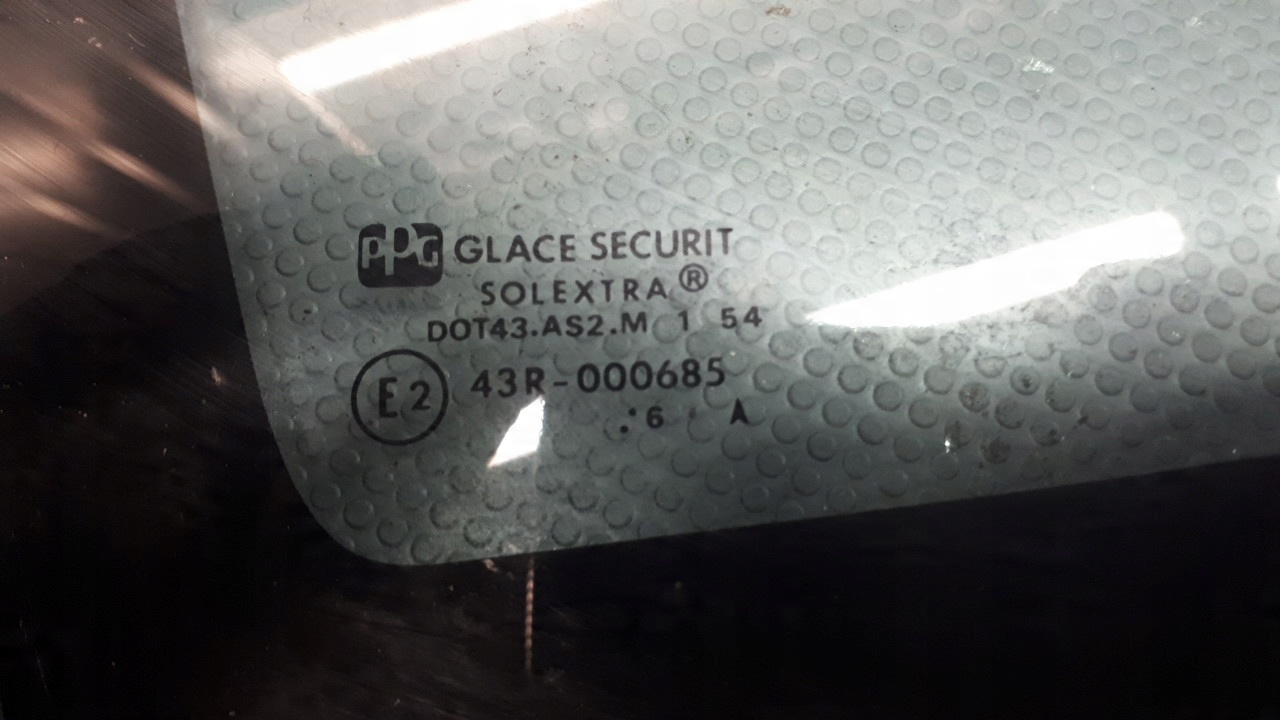 PPG GLACE SECURIT
SOLEXTRA®
DOT43.AS2.M 1 54
E2 43R-000685
.:6 A